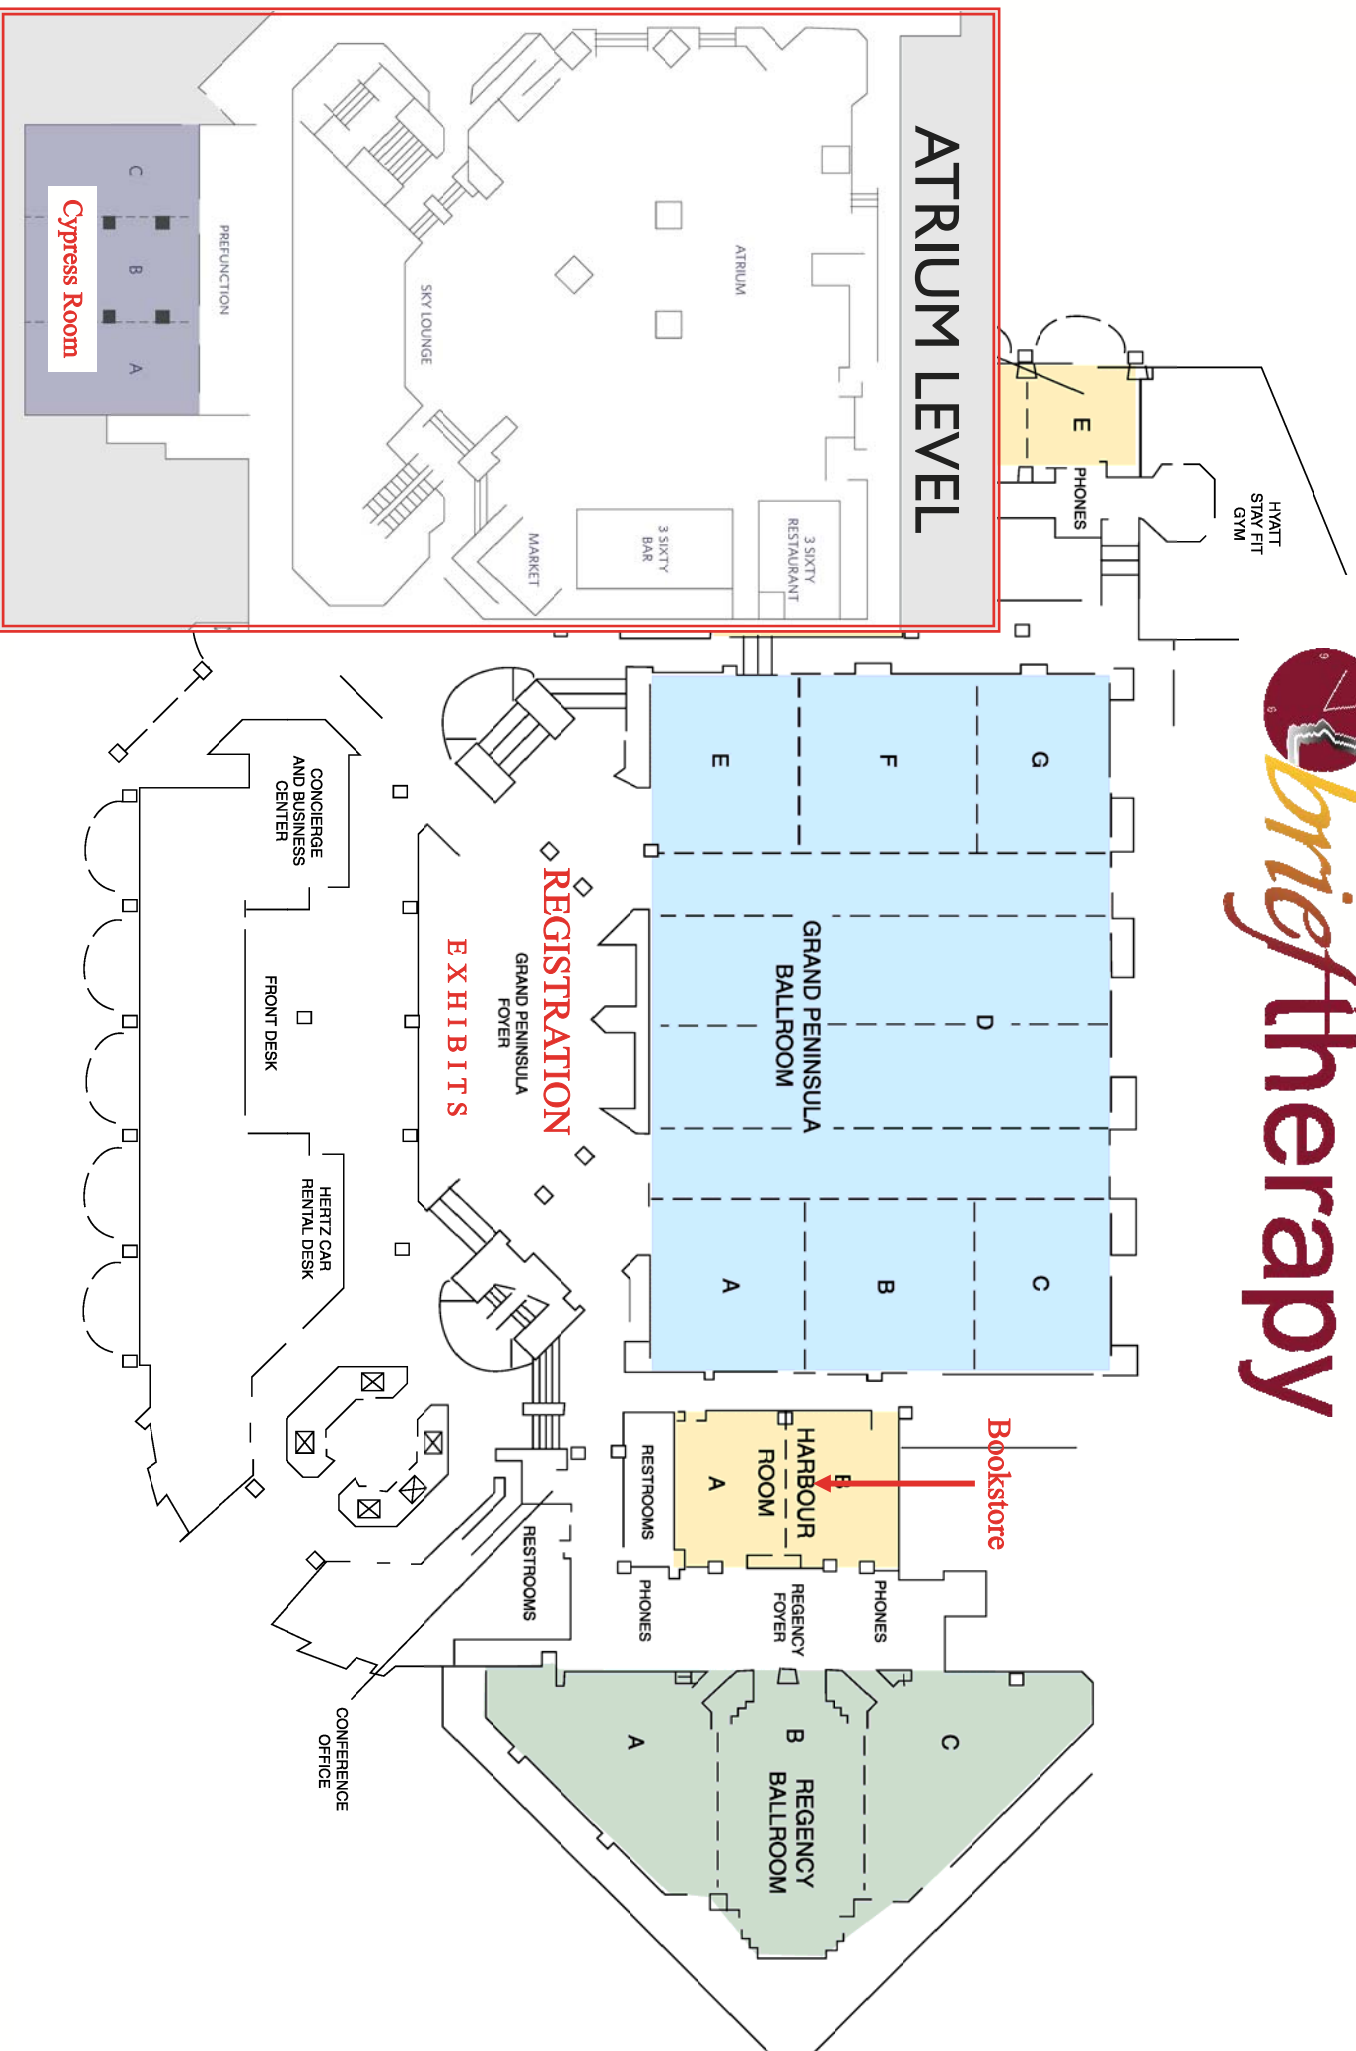 brieftherapy
ATRIUM LEVEL
ATRIUM
3 SIXTY
RESTAURANT
3 SIXTY
BAR
MARKET
SKY LOUNGE
PREFUNCTION
C
B
A
Cypress Room
HYATT
STAY FIT
GYM
E
PHONES
G
F
E
D
GRAND PENINSULA
BALLROOM
C
B
A
REGISTRATION
GRAND PENINSULA
FOYER
EXHIBITS
CONCIERGE
AND BUSINESS
CENTER
FRONT DESK
HERTZ CAR
RENTAL DESK
Bookstore
B
HARBOUR
ROOM
A
RESTROOMS
RESTROOMS
PHONES
REGENCY
FOYER
PHONES
C
B
REGENCY
BALLROOM
A
CONFERENCE
OFFICE